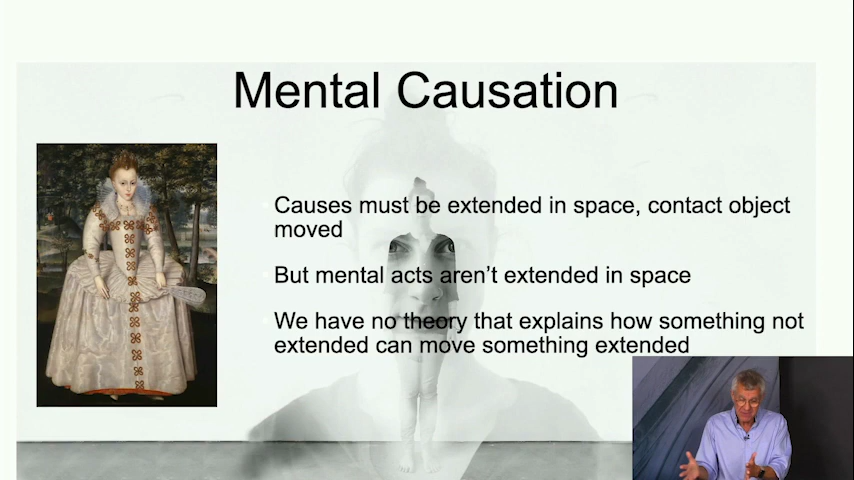 Mental Causation
Causes must be extended in space, contact object
moved
But mental acts aren't extended in space
We have no theory that explains how something not
extended can move something extended